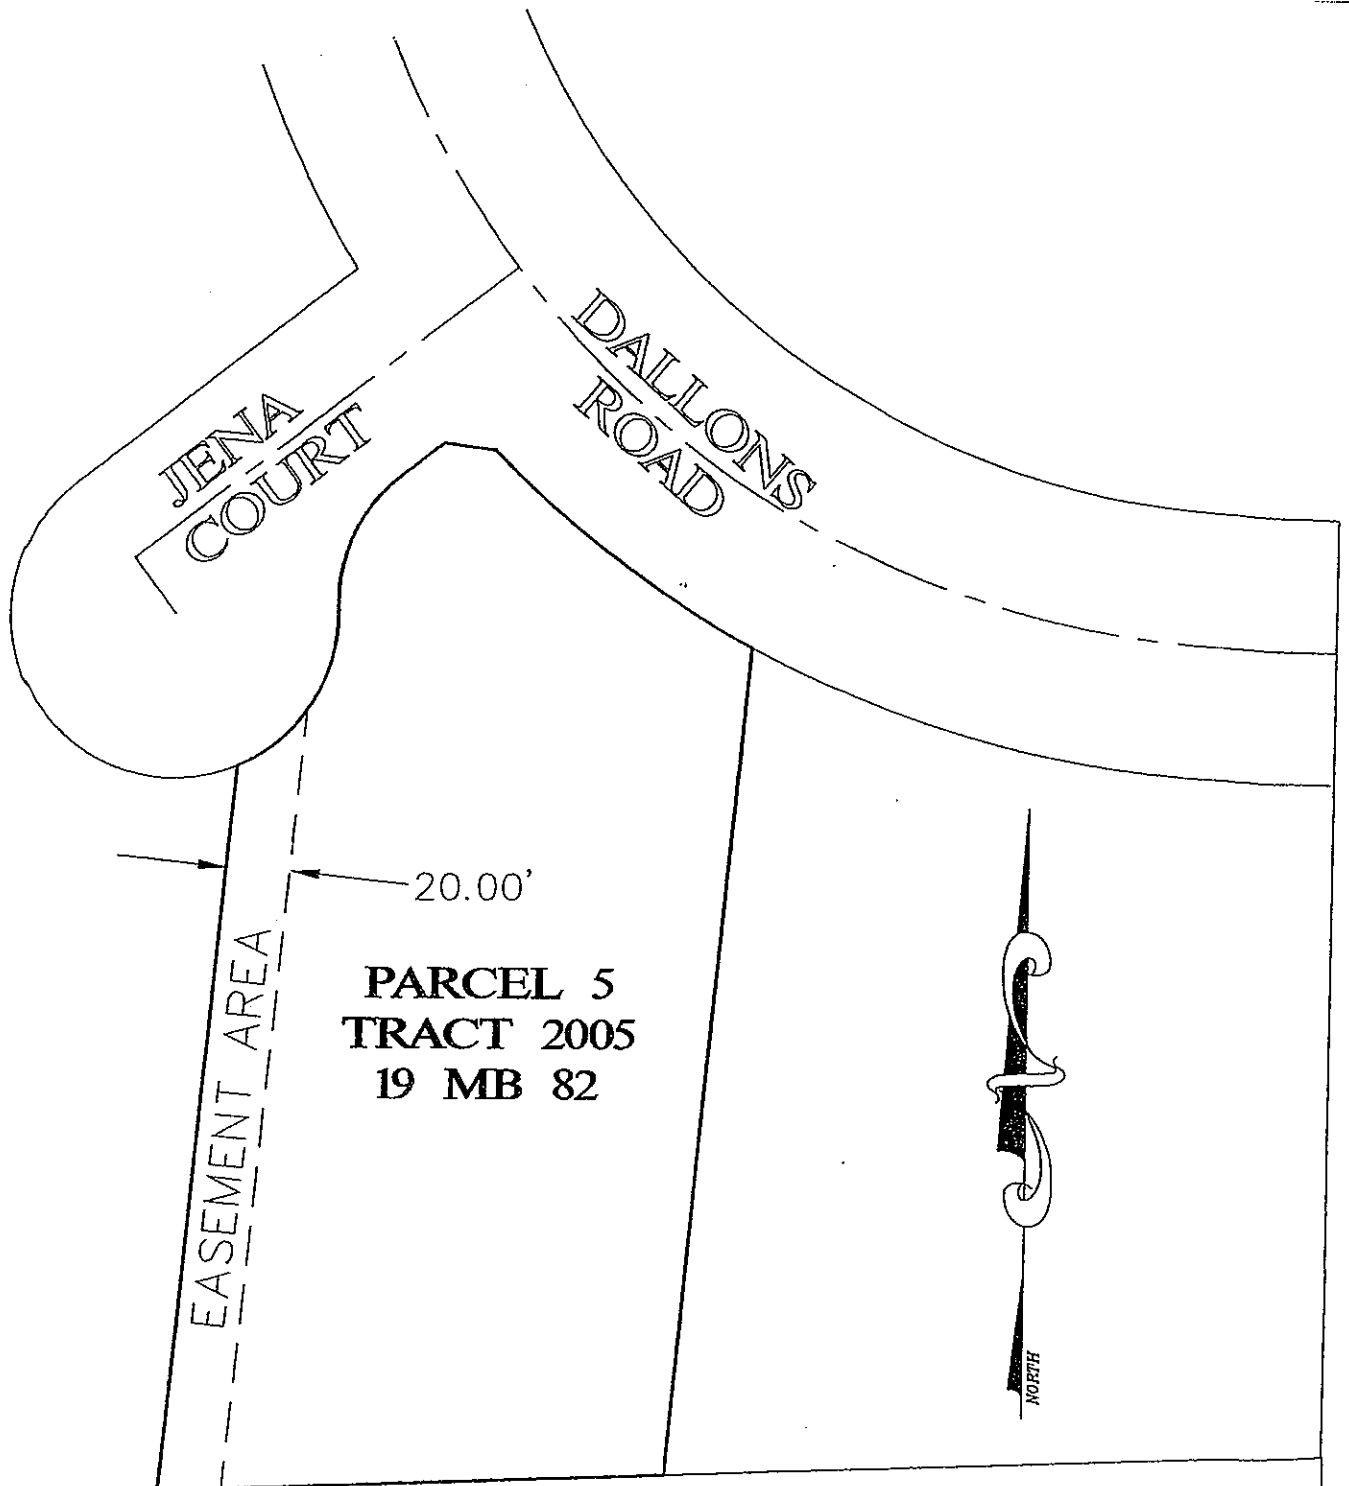 JENA
COURT
DALLONS
ROAD
20.00'
EASEMENT AREA
PARCEL 5
TRACT 2005
19 MB 82
NORTH